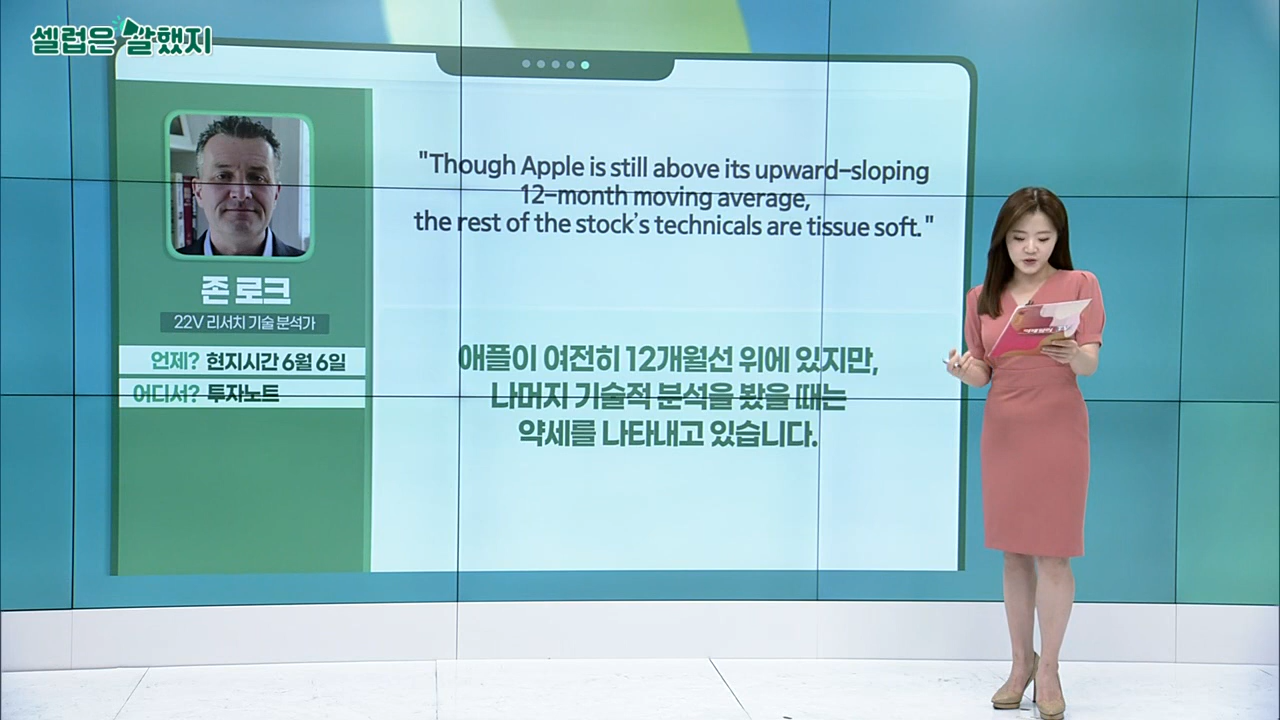 셀럽은 말했지
"Though Apple is still above its upward-sloping
12-month moving average,
the rest of the stock's technicals are tissue soft."
존 로크
22V 리서치 기술 분석가
언제? 현지시간 6월 6일
어디서? 투자노트
애플이 여전히 12개월선 위에 있지만,
나머지 기술적 분석을 봤을 때는
약세를 나타내고 있습니다.